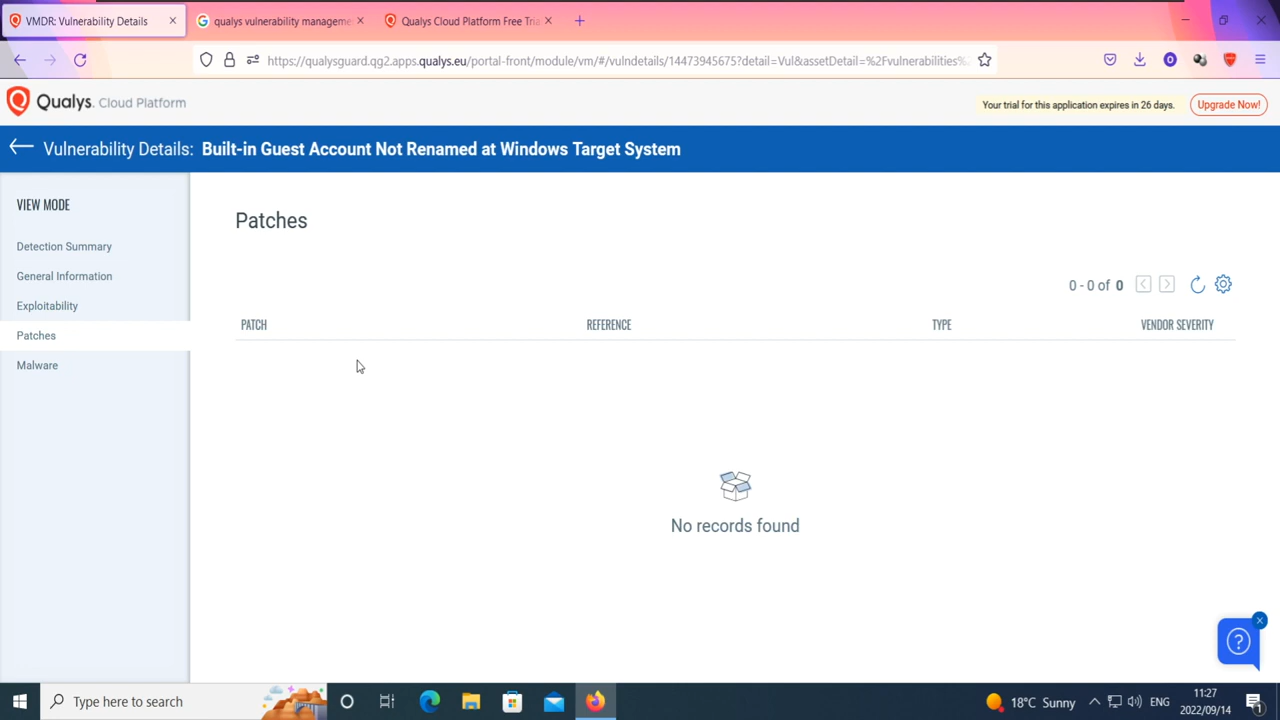 VMDR: Vulnerability Details
qualys vulnerability manageme
Qualys Cloud Platform Free Tria
https://qualysguard.qg2.apps.qualys.eu/portal-front/module/vm/#/vulndetails/14473945675?detail=Vul&assetDetail=%2Fvulnerabilities%
Qualys. Cloud Platform
Your trial for this application expires in 26 days.
Upgrade Now!
Vulnerability Details: Built-in Guest Account Not Renamed at Windows Target System
VIEW MODE
Detection Summary
General Information
Exploitability
Patches
Malware
Patches
0 - 0 of 0
PATCH REFERENCE TYPE VENDOR SEVERITY
No records found
Type here to search
18°C Sunny
ENG
11:27
2022/09/14
1